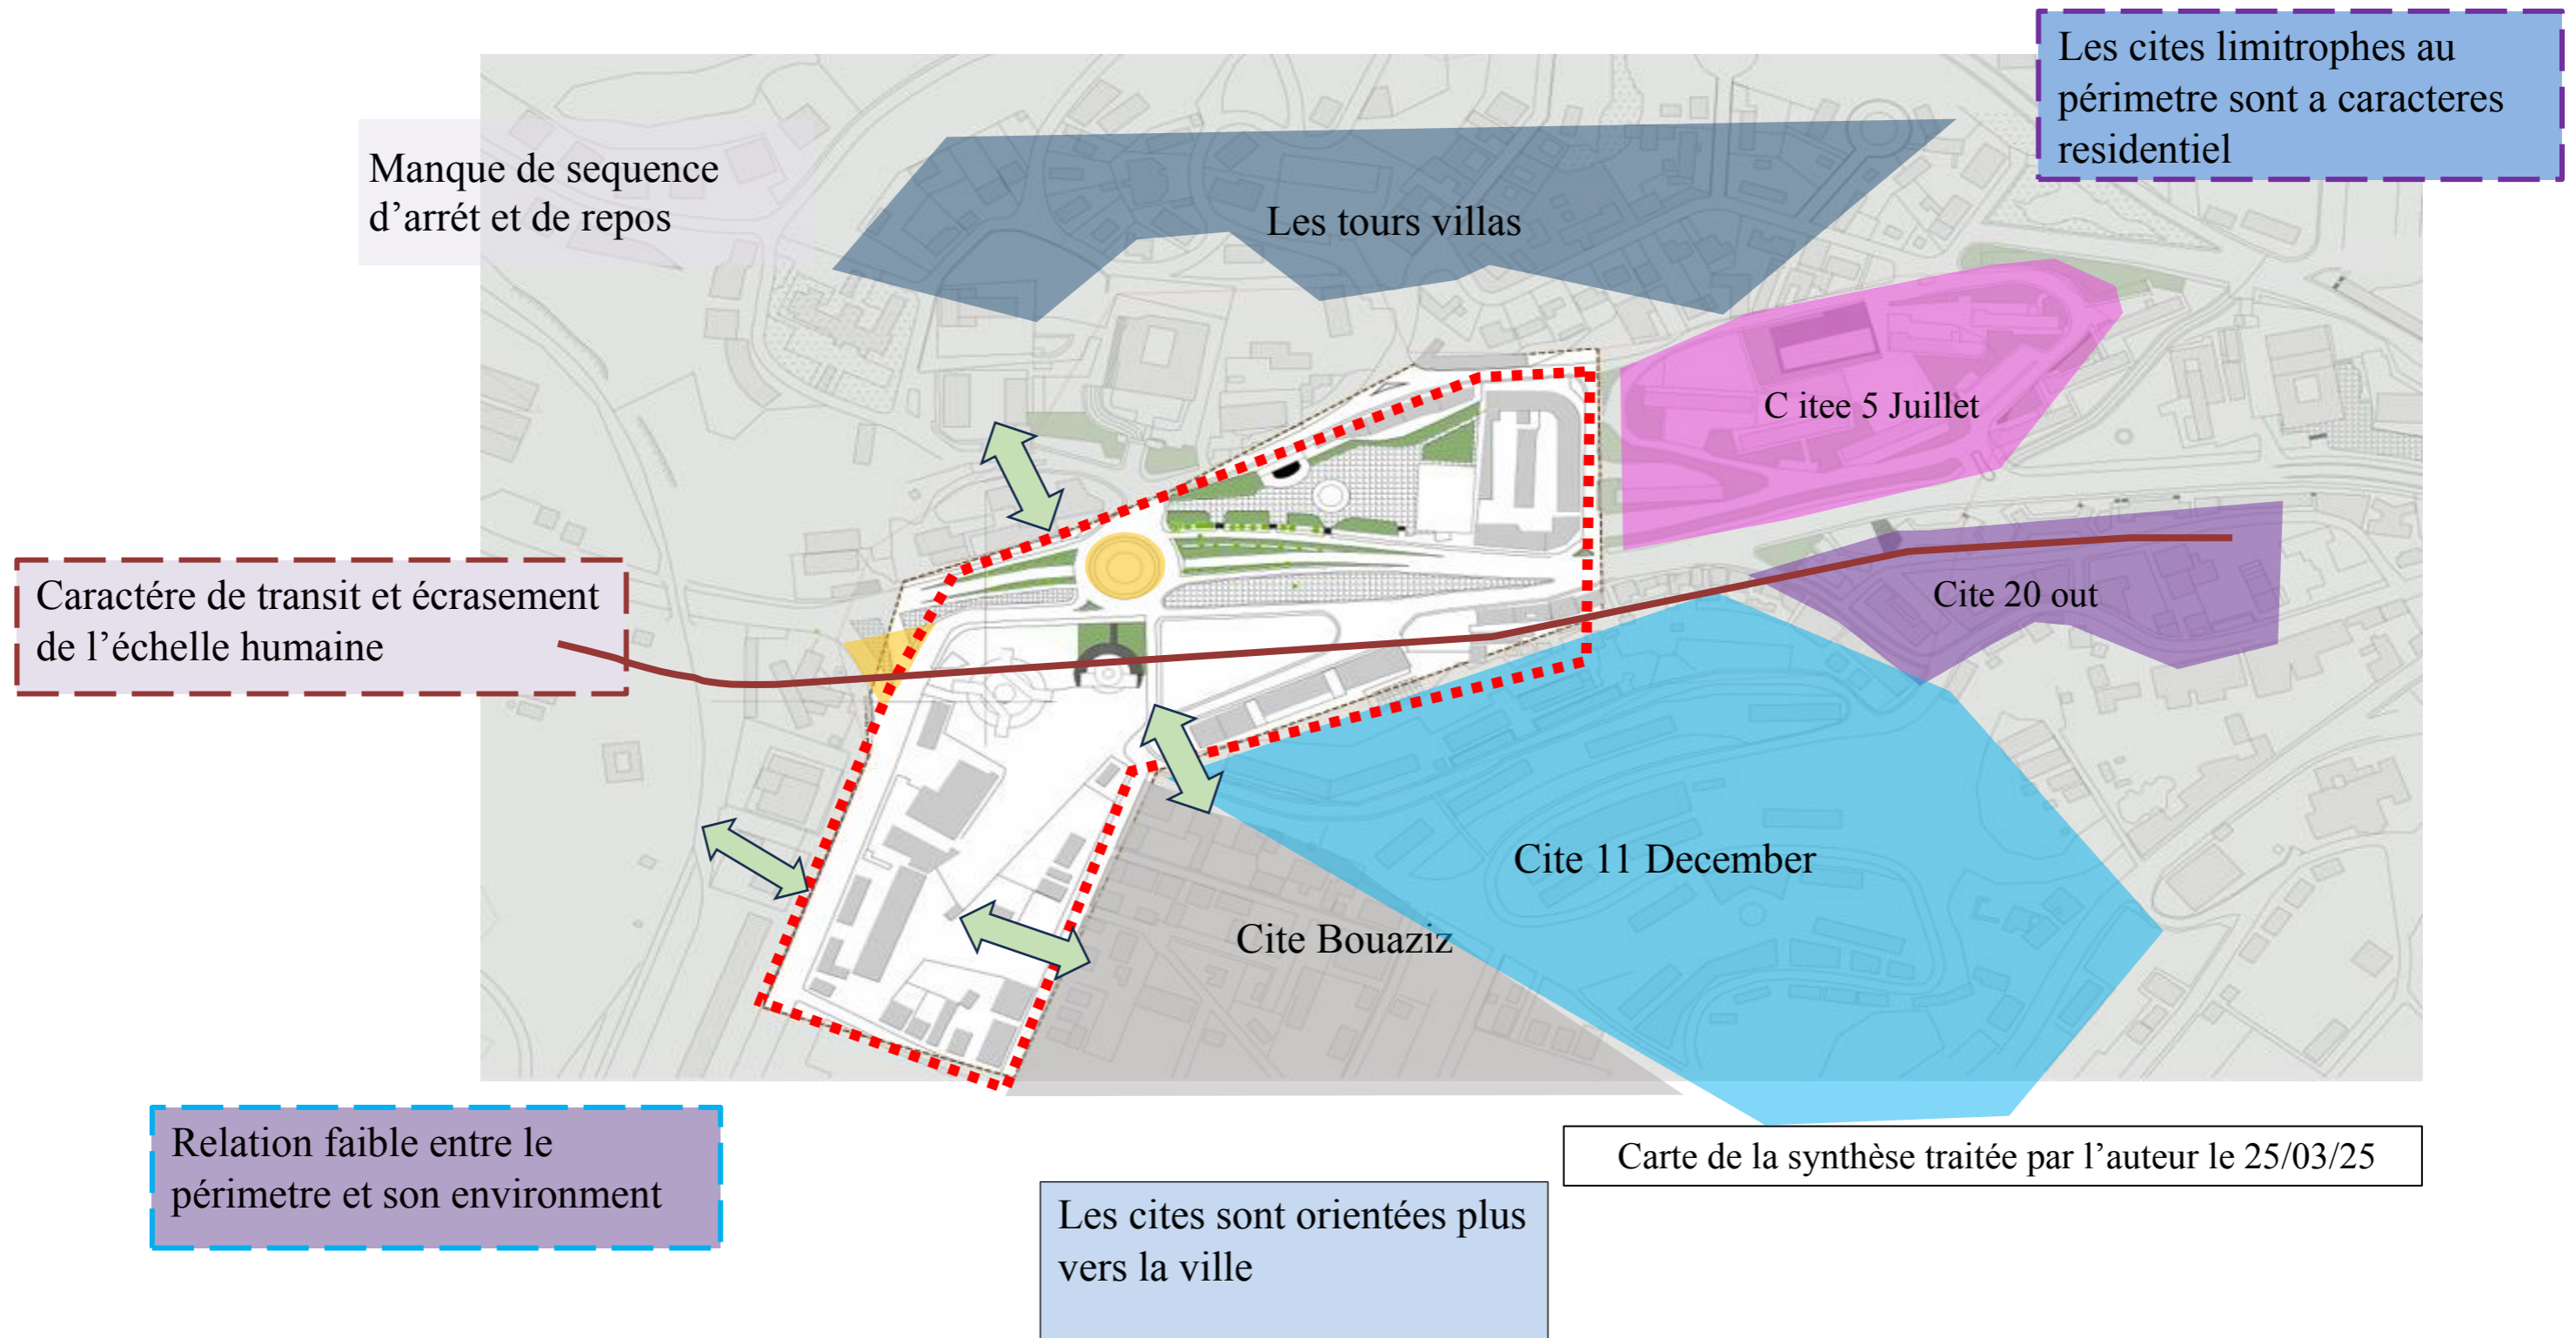 Les cites limitrophes au
périmetre sont a caracteres
residentiel
Manque de sequence
d’arrét et de repos
Les tours villas
C itee 5 Juillet
Caractére de transit et écrasement
de l’échelle humaine
Cite 20 out
Cite 11 December
Cite Bouaziz
Relation faible entre le
périmetre et son environment
Carte de la synthèse traitée par l’auteur le 25/03/25
Les cites sont orientées plus
vers la ville